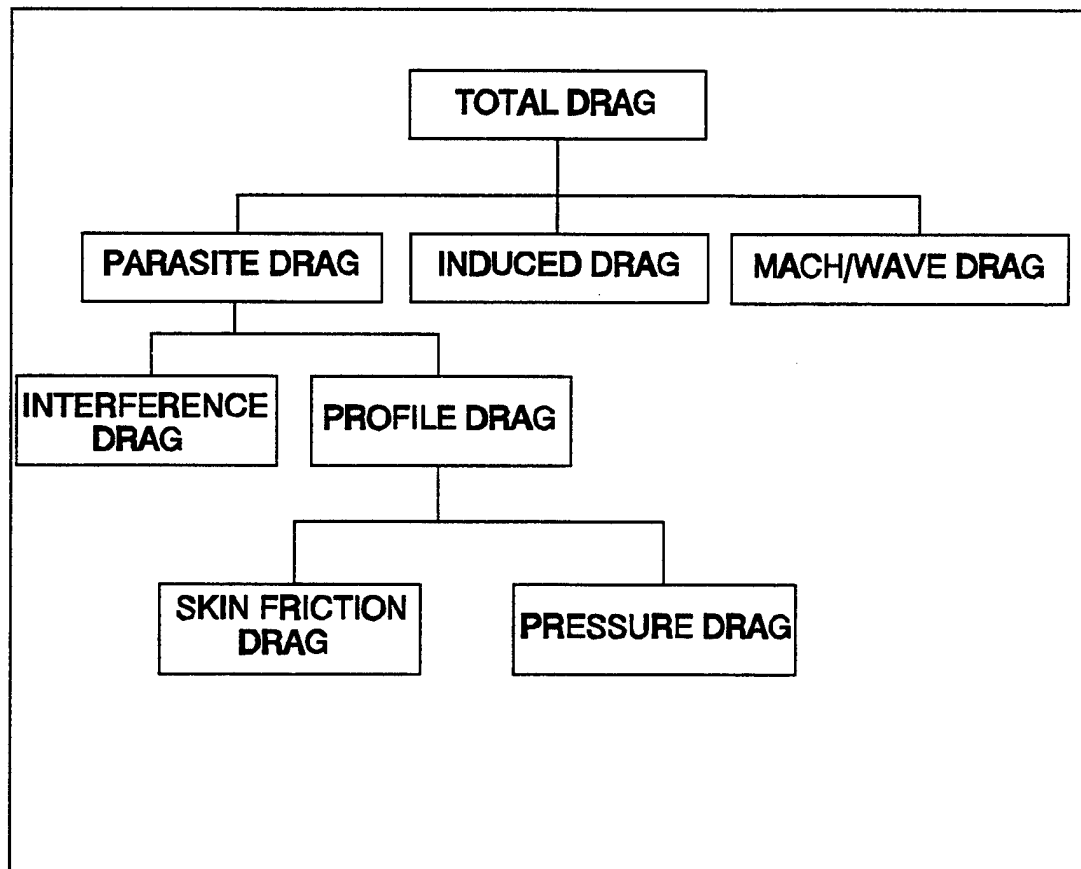 TOTAL DRAG
PARASITE DRAG
INDUCED DRAG
MACH/WAVE DRAG
INTERFERENCE
DRAG
PROFILE DRAG
SKIN FRICTION
DRAG
PRESSURE DRAG